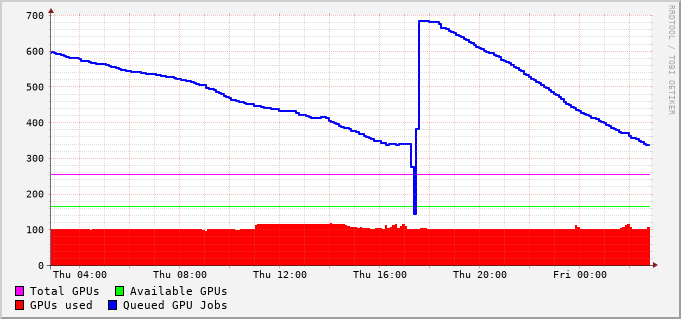 RRDTOOL / TOBI OETIKER
700
600
500
400
300
200
100
0
Thu 04:00 Thu 08:00 Thu 12:00 Thu 16:00 Thu 20:00 Fri 00:00
Total GPUs Available GPUs
GPUs used Queued GPU Jobs